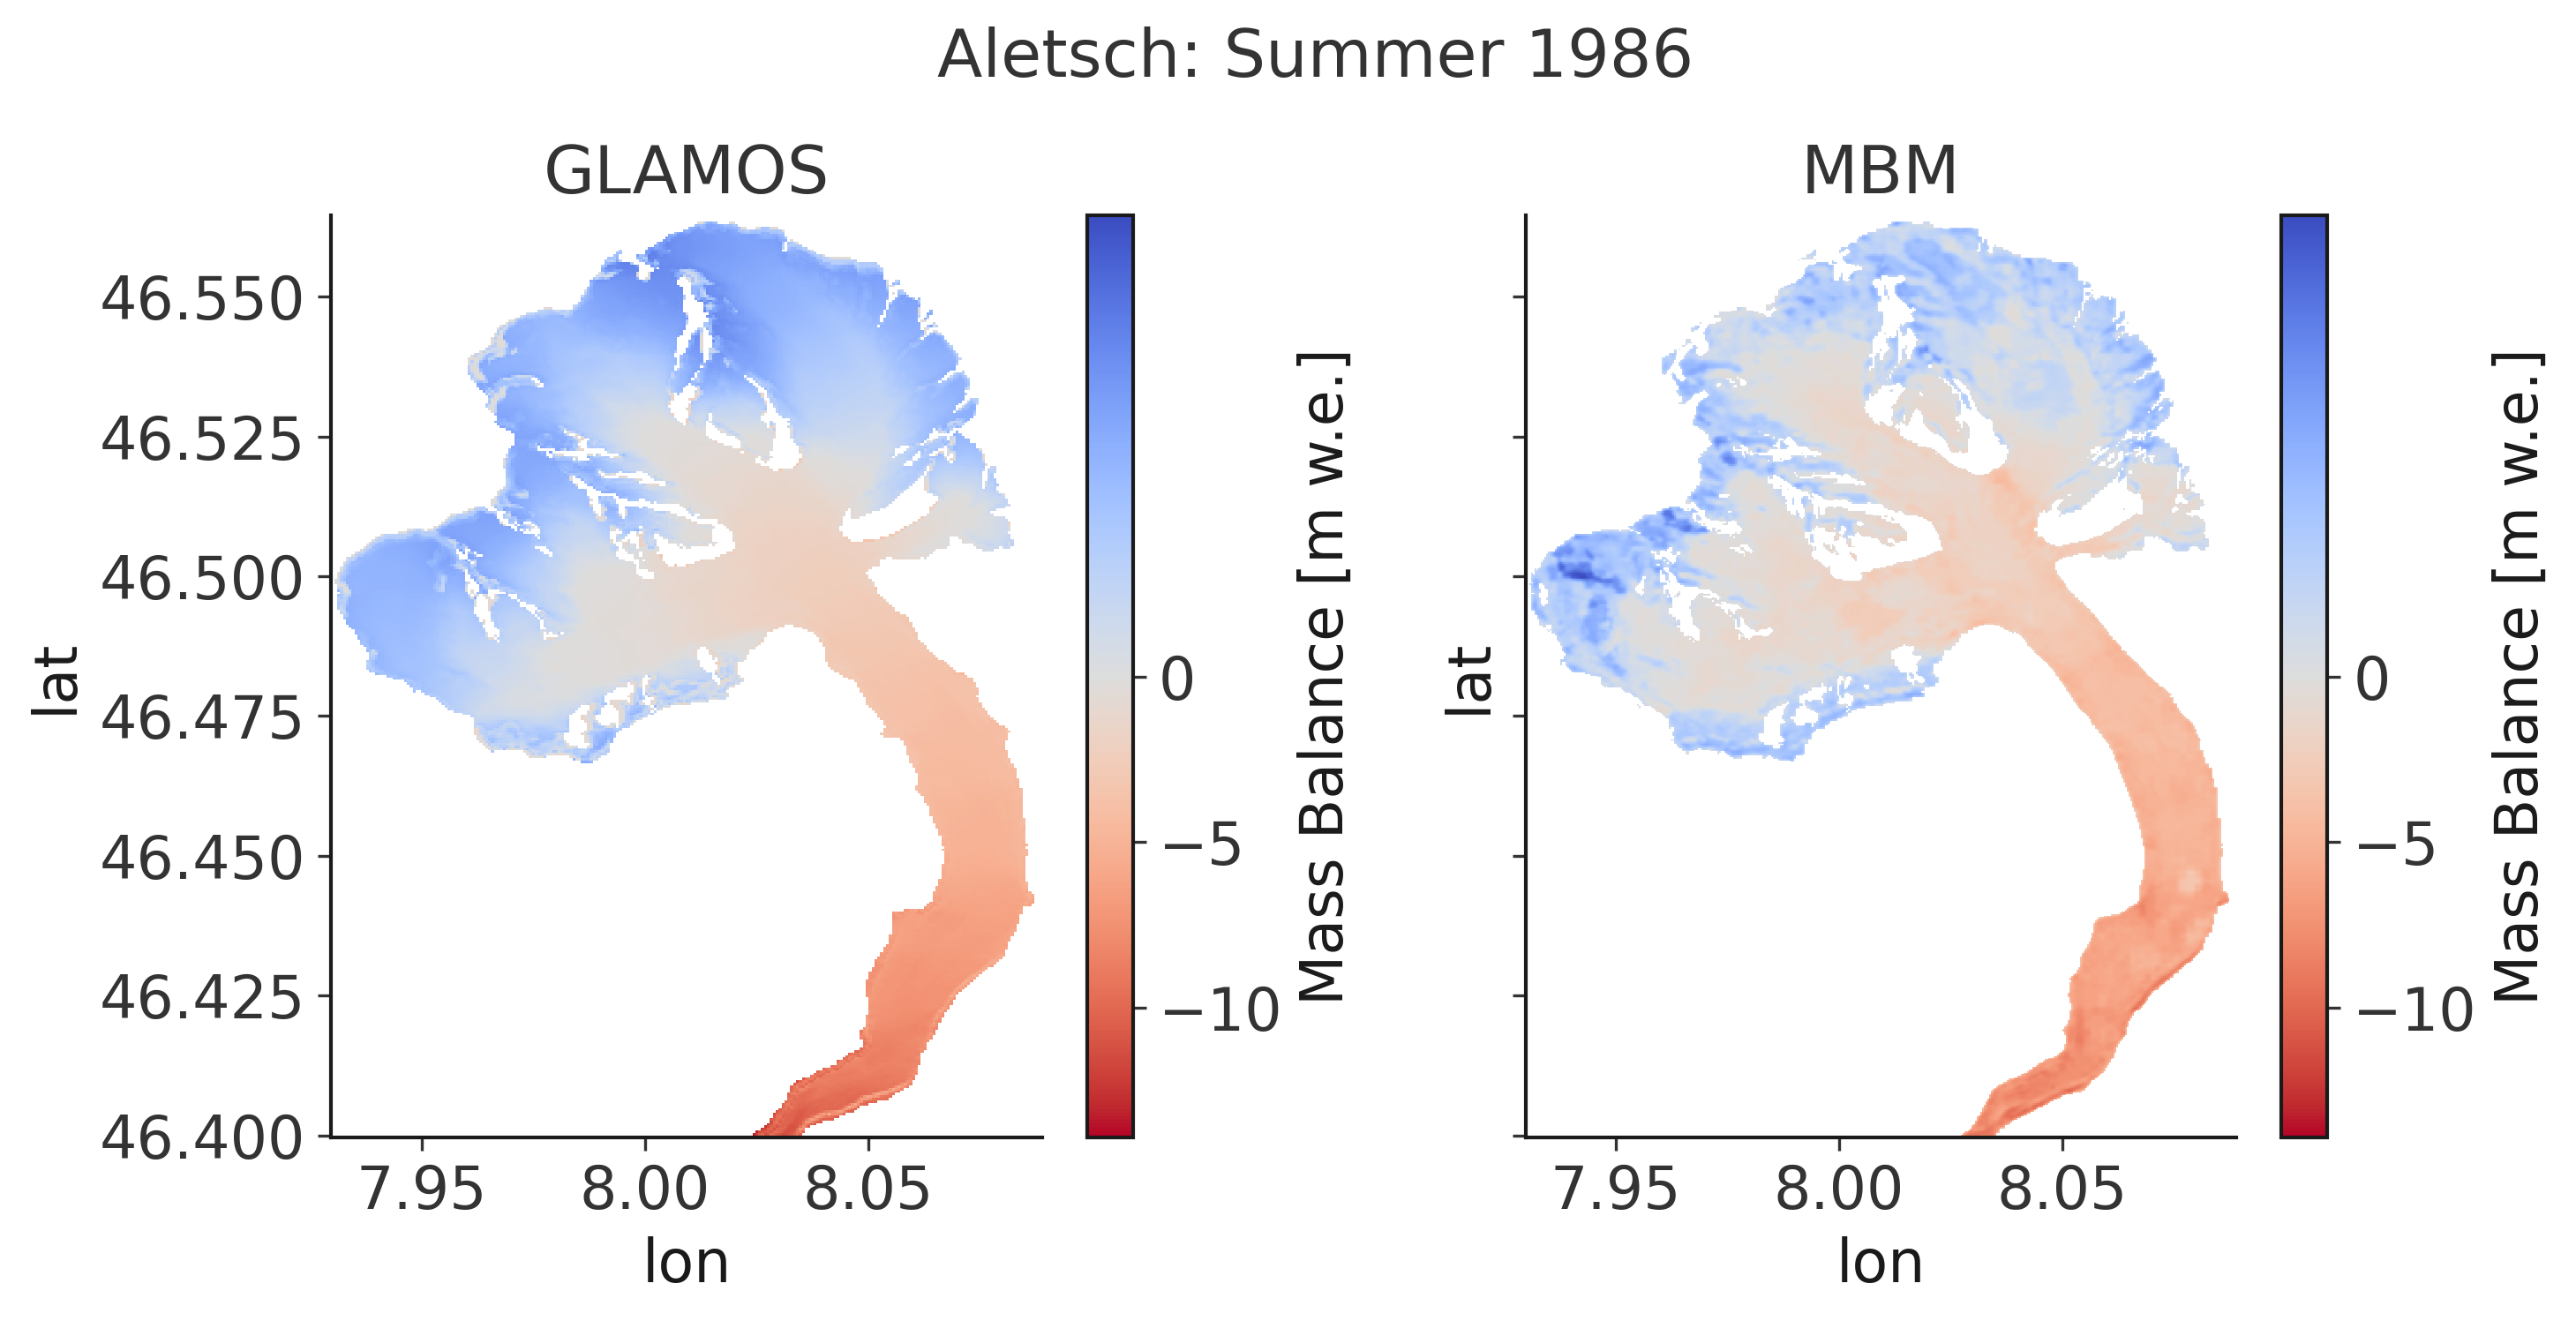 Aletsch: Summer 1986
GLAMOS
MBM
46.550
46.525
46.500
46.475
46.450
46.425
46.400
lat
7.95
8.00
8.05
lon
0
−5
−10
Mass Balance [m w.e.]
lat
7.95
8.00
8.05
lon
0
−5
−10
Mass Balance [m w.e.]